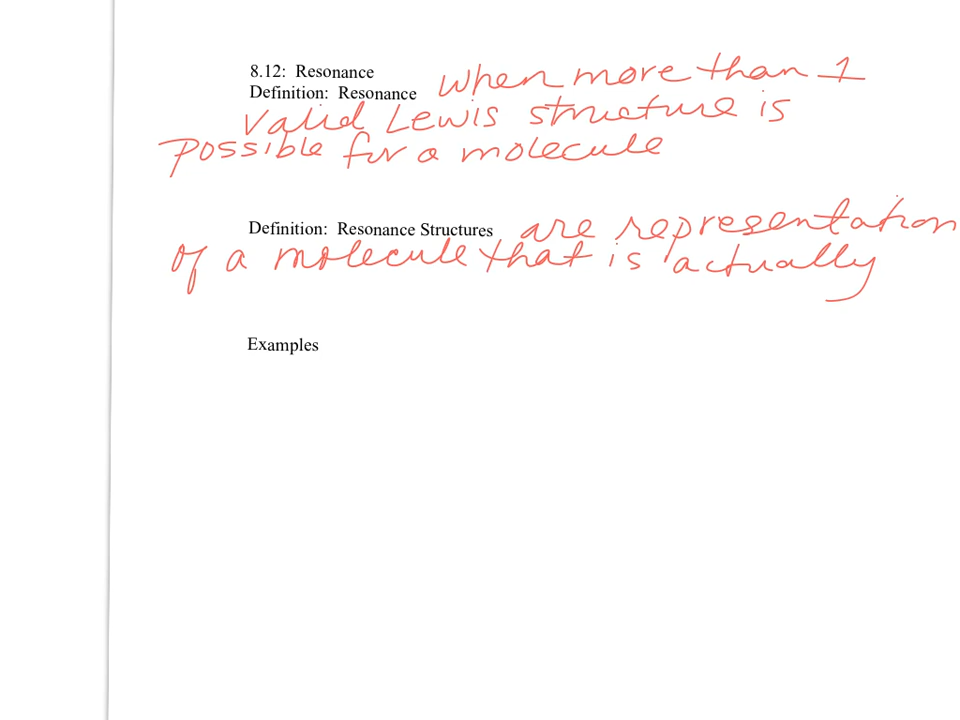 8.12: Resonance
Definition: Resonance when more than 1
valid Lewis structure is
possible for a molecule
Definition: Resonance Structures are representation
of a molecule that is actually
Examples